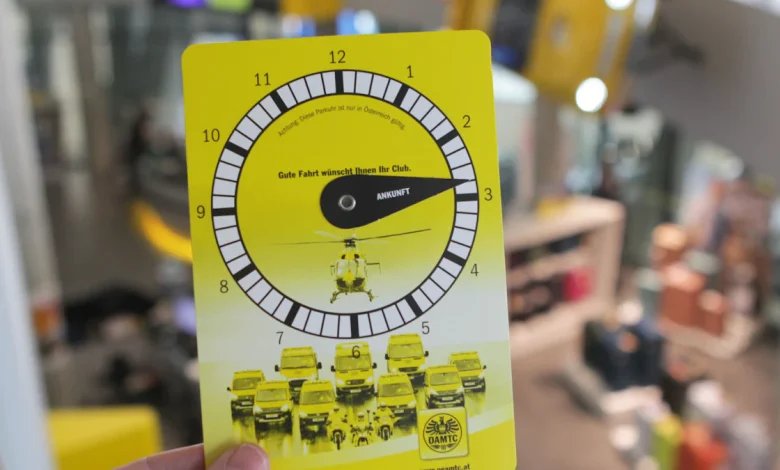 12
1
2
3
4
5
6
7
8
9
10
11
Achtung: Diese Parkuhr ist nur in Österreich gültig.
Gute Fahrt wünscht Ihnen Ihr Club.
ANKUNFT
ÖAMTC
www.oeamtc.at